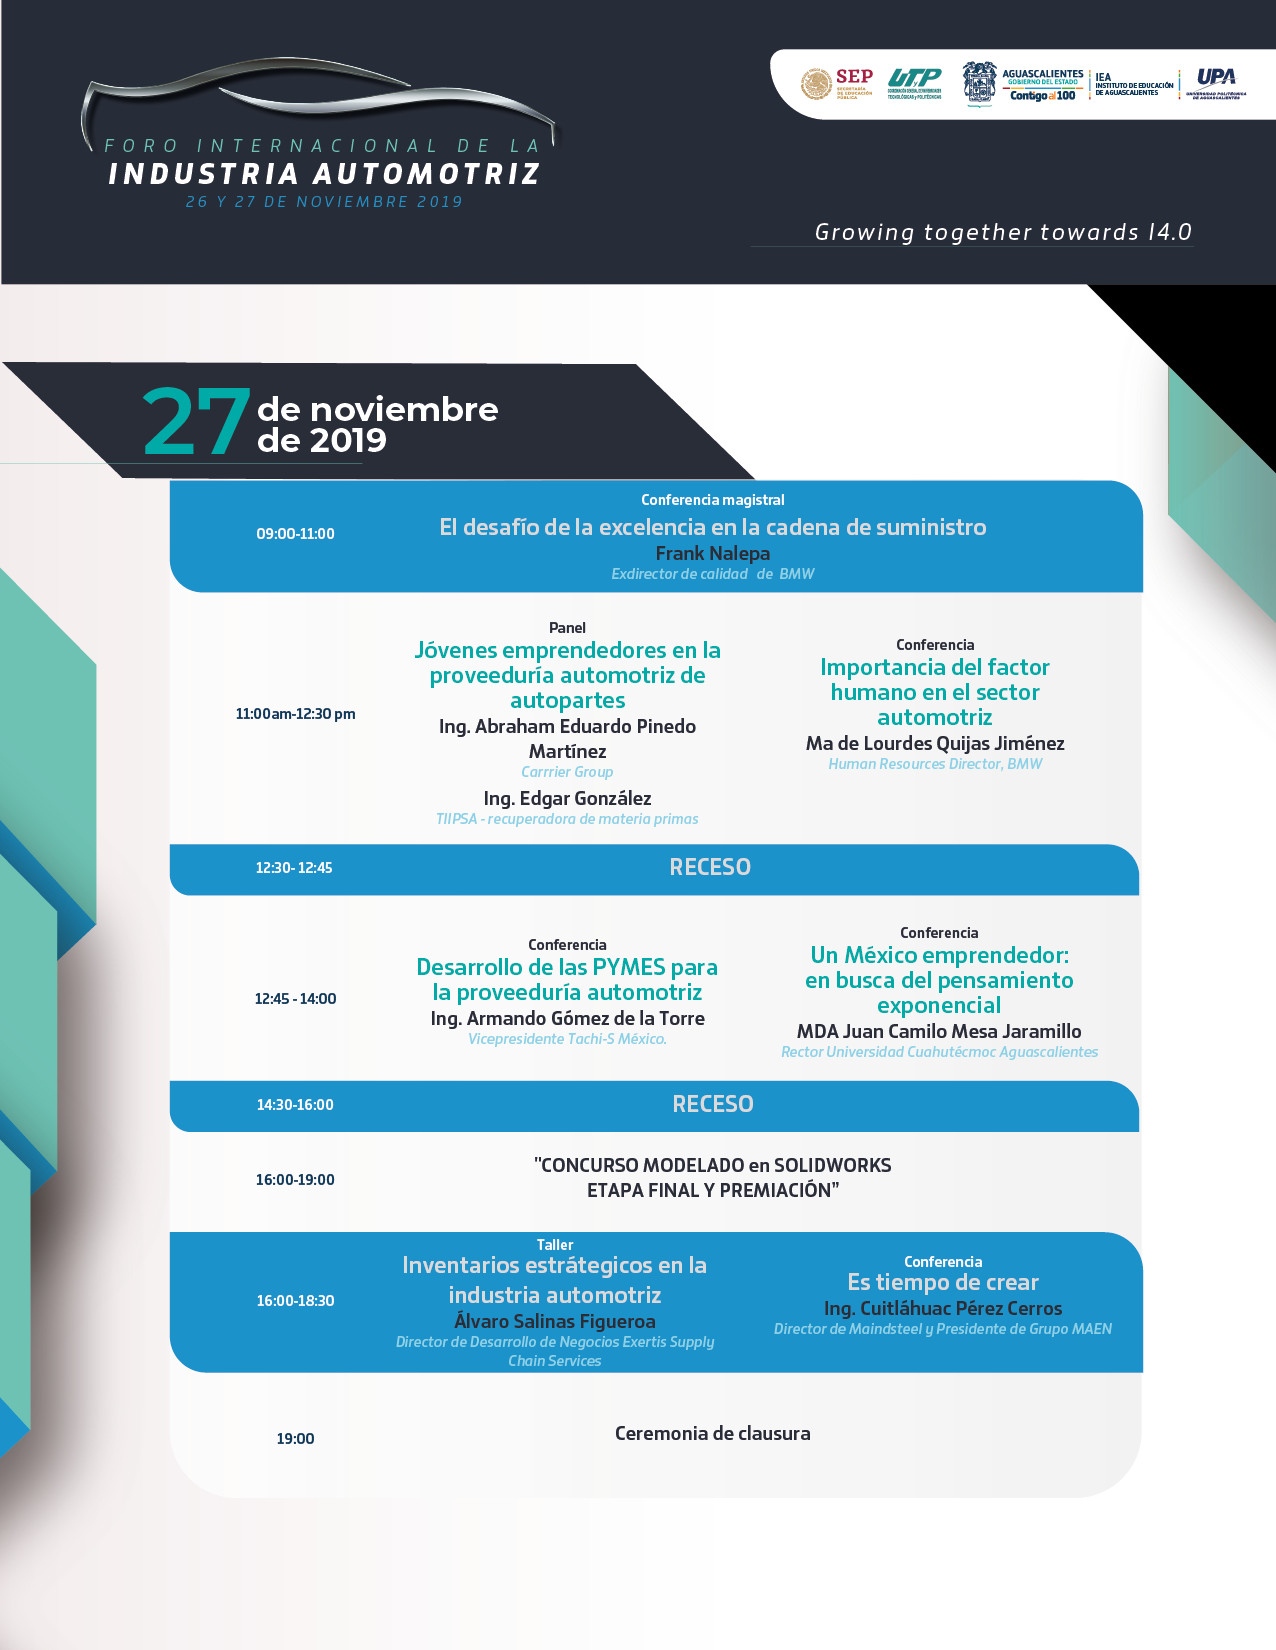 SEP
SECRETARÍA
DE EDUCACIÓN
PÚBLICA
UTP
COORDINACIÓN GENERAL DE UNIVERSIDADES
TECNOLÓGICAS y POLITÉCNICAS
AGUASCALIENTES
GOBIERNO DEL ESTADO
Contigo al 100
IEA
INSTITUTO DE EDUCACIÓN
DE AGUASCALIENTES
UPA
UNIVERSIDAD POLITÉCNICA
DE AGUASCALIENTES
FORO INTERNACIONAL DE LA
INDUSTRIA AUTOMOTRIZ
26 Y 27 DE NOVIEMBRE 2019
Growing together towards I4.0
27 de noviembre
de 2019
09:00-11:00
Conferencia magistral
El desafío de la excelencia en la cadena de suministro
Frank Nalepa
Exdirector de calidad de BMW
11:00am-12:30 pm
Panel
Jóvenes emprendedores en la
proveeduría automotriz de
autopartes
Ing. Abraham Eduardo Pinedo
Martínez
Carrrier Group
Ing. Edgar González
TIIPSA - recuperadora de materia primas
Conferencia
Importancia del factor
humano en el sector
automotriz
Ma de Lourdes Quijas Jiménez
Human Resources Director, BMW
12:30- 12:45
RECESO
12:45 - 14:00
Conferencia
Desarrollo de las PYMES para
la proveeduría automotriz
Ing. Armando Gómez de la Torre
Vicepresidente Tachi-S México.
Conferencia
Un México emprendedor:
en busca del pensamiento
exponencial
MDA Juan Camilo Mesa Jaramillo
Rector Universidad Cuahutécmoc Aguascalientes
14:30-16:00
RECESO
16:00-19:00
"CONCURSO MODELADO en SOLIDWORKS
ETAPA FINAL Y PREMIACIÓN”
16:00-18:30
Taller
Inventarios estrátegicos en la
industria automotriz
Álvaro Salinas Figueroa
Director de Desarrollo de Negocios Exertis Supply
Chain Services
Conferencia
Es tiempo de crear
Ing. Cuitláhuac Pérez Cerros
Director de Maindsteel y Presidente de Grupo MAEN
19:00
Ceremonia de clausura